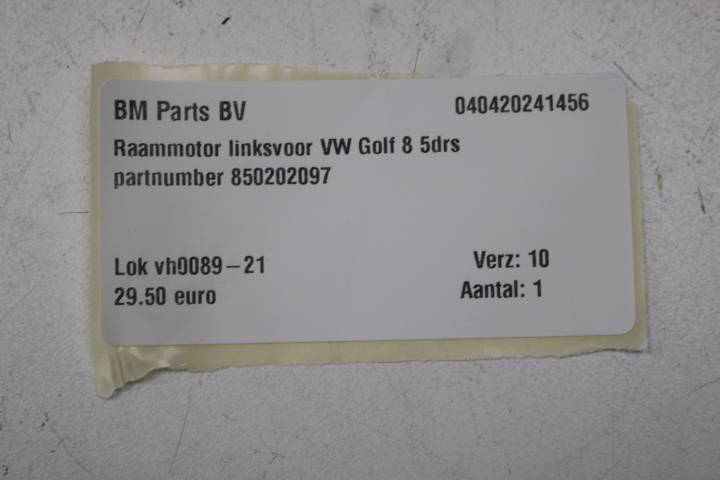 BM Parts BV 040420241456
Raammotor linksvoor VW Golf 8 5drs
partnumber 850202097
Lok vh0089-21 Verz: 10
29.50 euro Aantal: 1